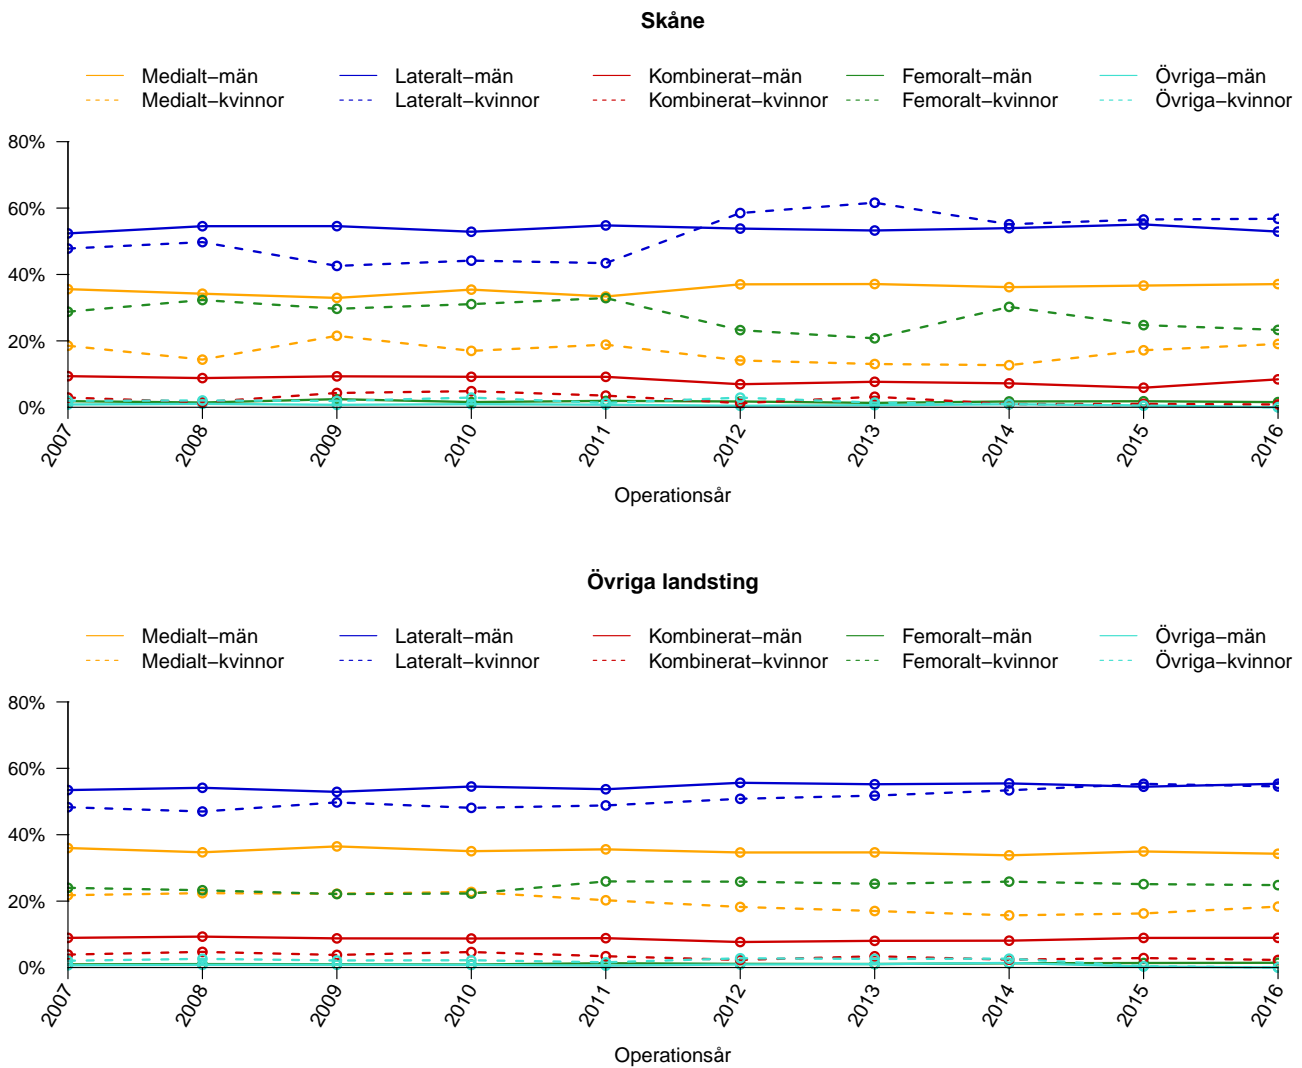 Skåne
Medialt−män Lateralt−män Kombinerat−män Femoralt−män Övriga−män
Medialt−kvinnor Lateralt−kvinnor Kombinerat−kvinnor Femoralt−kvinnor Övriga−kvinnor
80%
60%
40%
20%
0%
2007 2008 2009 2010 2011 2012 2013 2014 2015 2016
Operationsår
Övriga landsting
Medialt−män Lateralt−män Kombinerat−män Femoralt−män Övriga−män
Medialt−kvinnor Lateralt−kvinnor Kombinerat−kvinnor Femoralt−kvinnor Övriga−kvinnor
80%
60%
40%
20%
0%
2007 2008 2009 2010 2011 2012 2013 2014 2015 2016
Operationsår